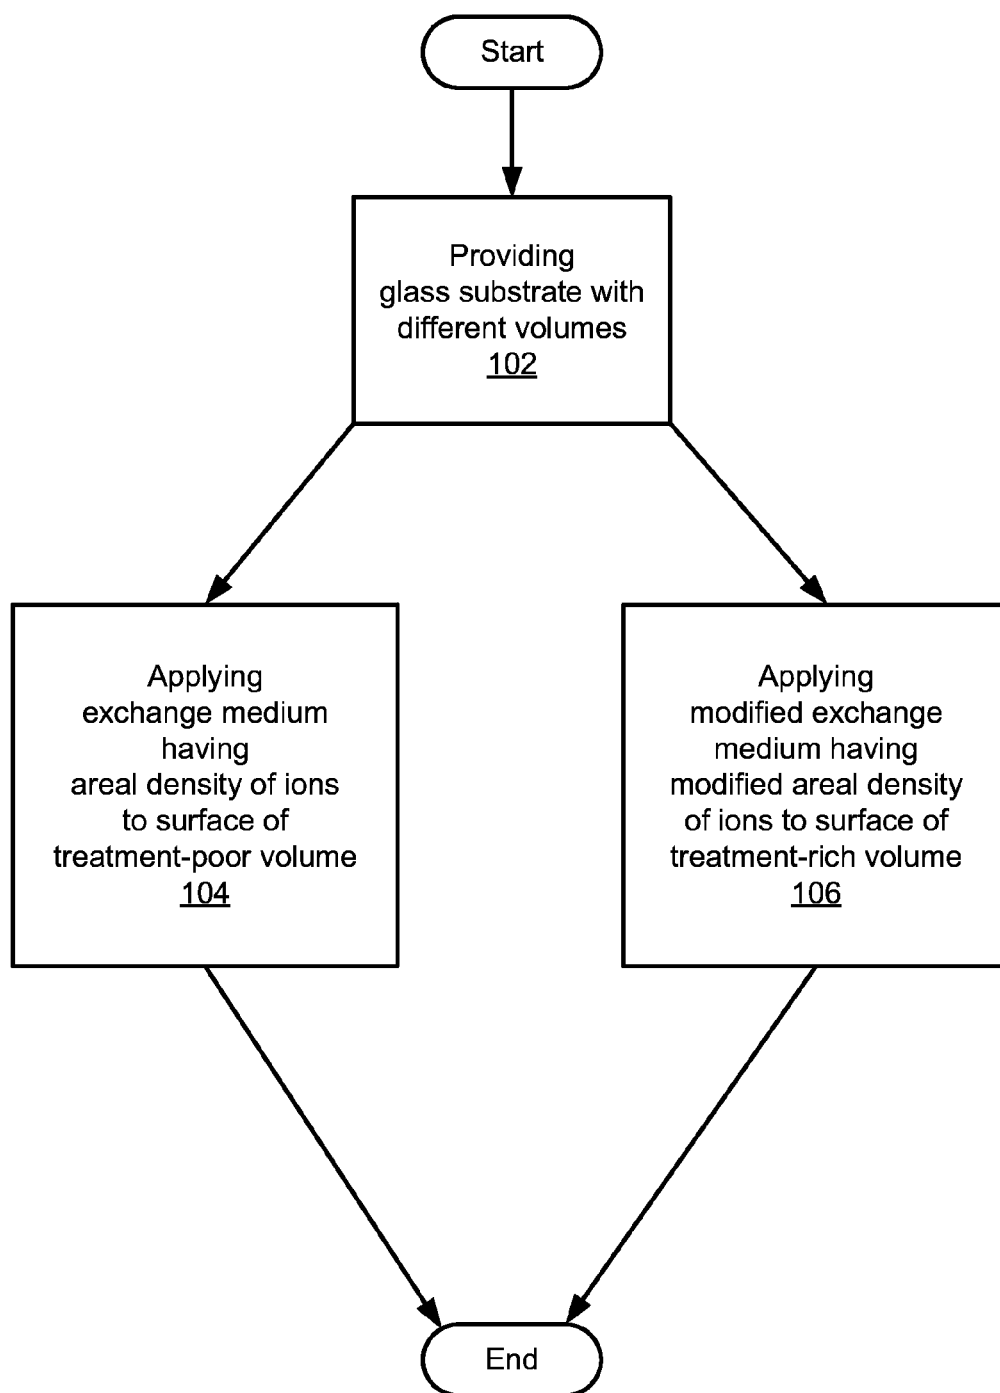 Start
Providing
glass substrate with
different volumes
102
Applying
exchange medium
having
areal density of ions
to surface of
treatment-poor volume
104
Applying
modified exchange
medium having
modified areal density
of ions to surface of
treatment-rich volume
106
End